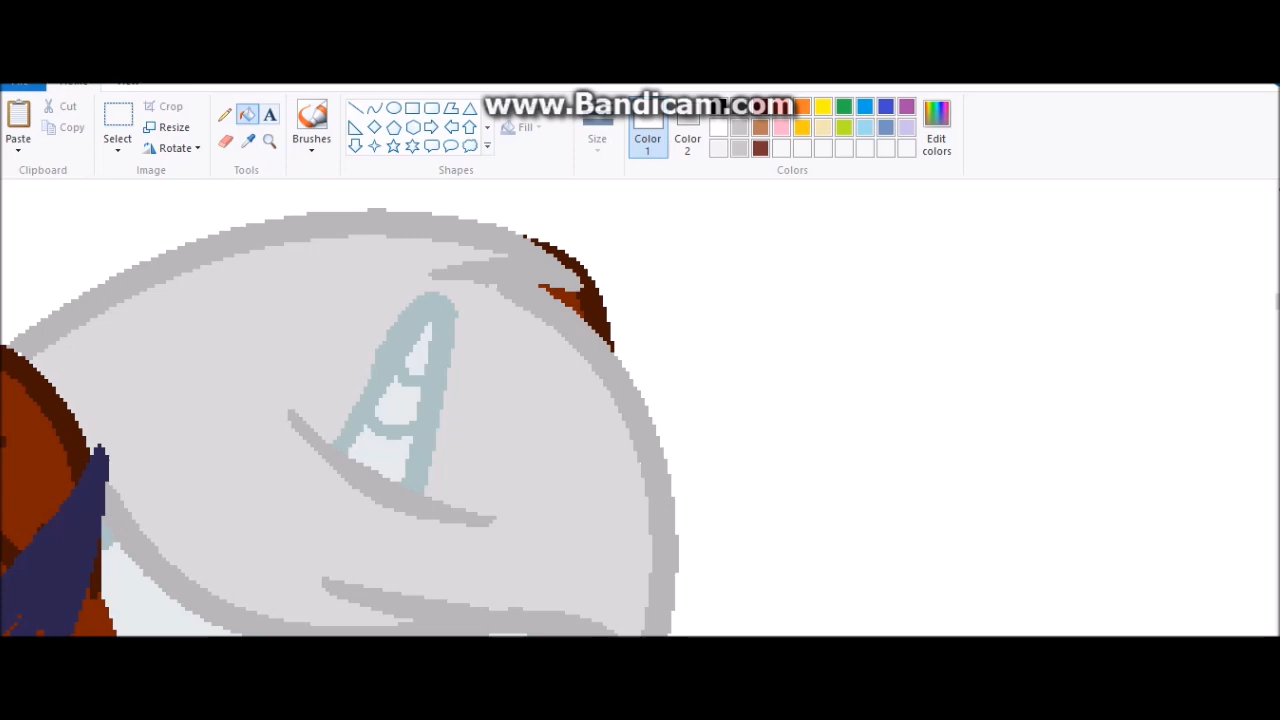 www.Bandicam.com
Paste
Cut
Copy
Clipboard
Select
Crop
Resize
Rotate
Image
A
Tools
Brushes
Fill
Shapes
Size
Color 1
Color 2
Edit colors
Colors